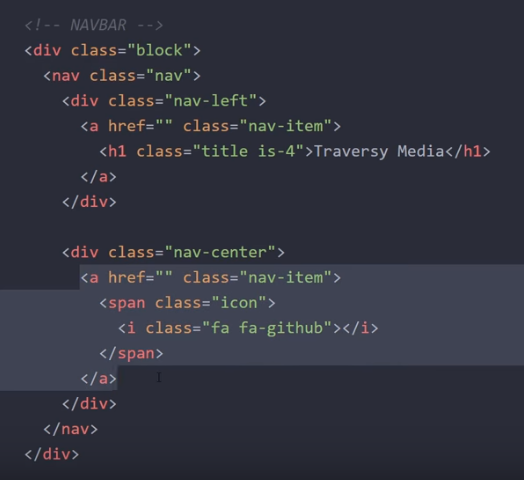 <!-- NAVBAR -->
<div class="block">
<nav class="nav">
<div class="nav-left">
<a href="" class="nav-item">
<h1 class="title is-4">Traversy Media</h1>
</a>
</div>
<div class="nav-center">
<a href="" class="nav-item">
<span class="icon">
<i class="fa fa-github"></i>
</span>
</a>
</div>
</nav>
</div>